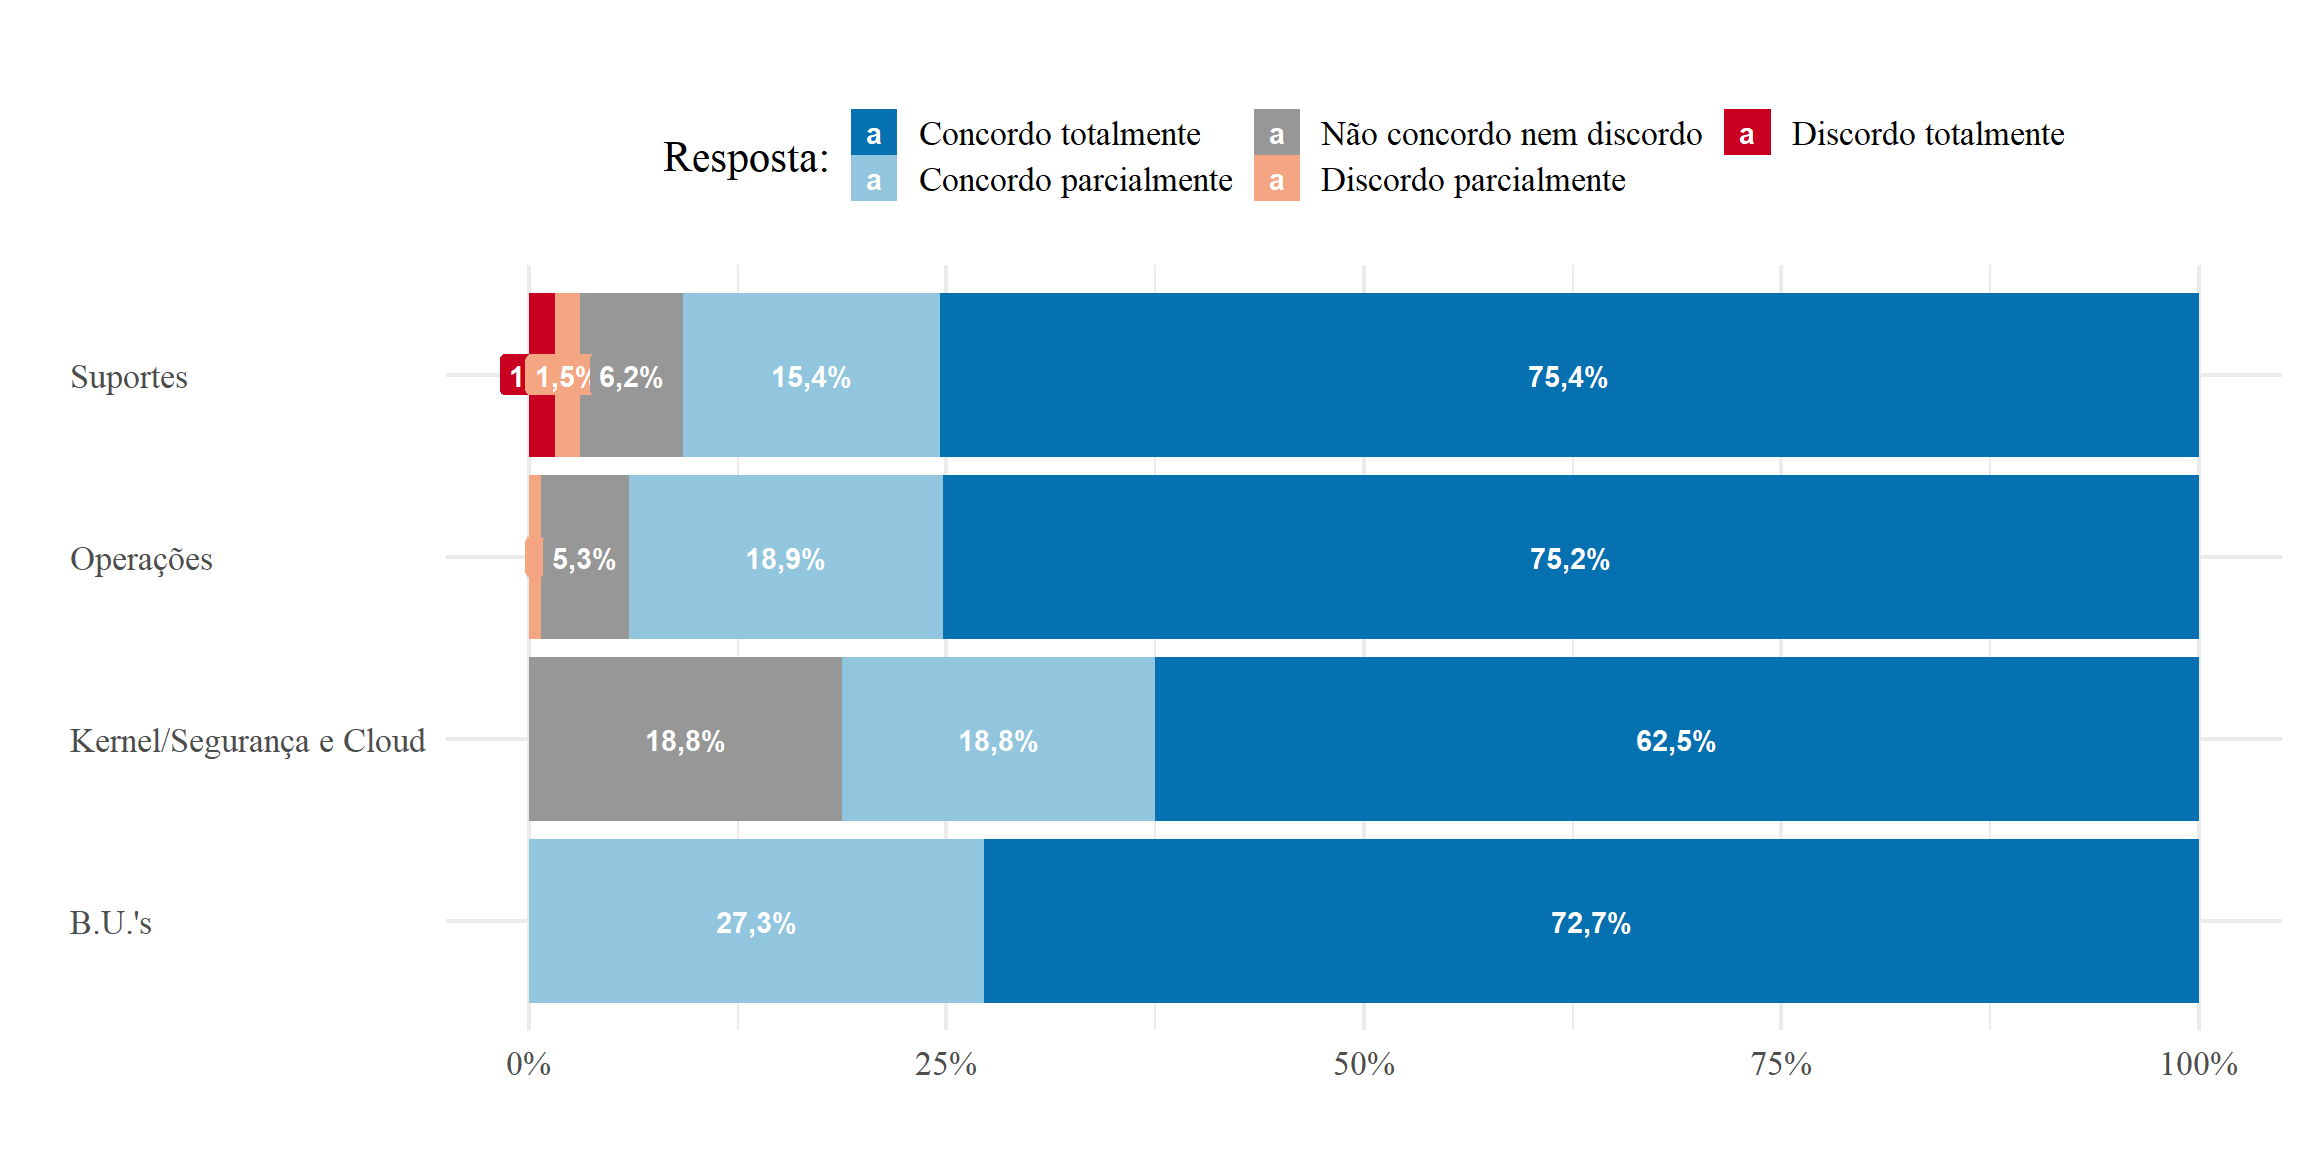 Resposta:
a Concordo totalmente
a Não concordo nem discordo
a Discordo totalmente
a Concordo parcialmente
a Discordo parcialmente
Suportes
1 1,5% 6,2% 15,4% 75,4%
Operações
5,3% 18,9% 75,2%
Kernel/Segurança e Cloud
18,8% 18,8% 62,5%
B.U.'s
27,3% 72,7%
0% 25% 50% 75% 100%